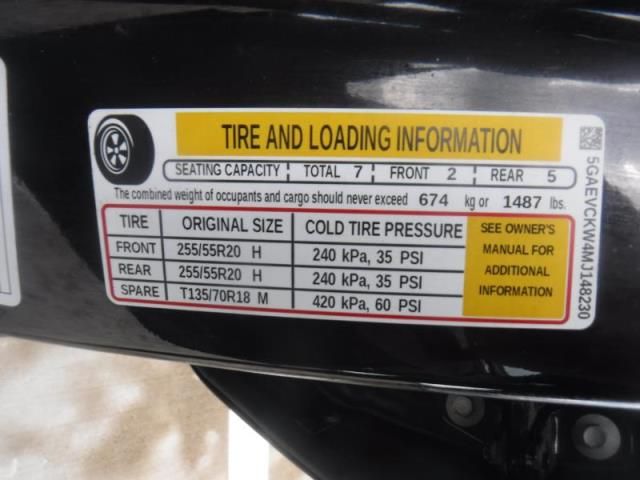 TIRE AND LOADING INFORMATION
SEATING CAPACITY TOTAL 7 FRONT 2 REAR 5
The combined weight of occupants and cargo should never exceed 674 kg or 1487 lbs.
TIRE ORIGINAL SIZE COLD TIRE PRESSURE
FRONT 255/55R20 H 240 kPa, 35 PSI
REAR 255/55R20 H 240 kPa, 35 PSI
SPARE T135/70R18 M 420 kPa, 60 PSI
SEE OWNER'S
MANUAL FOR
ADDITIONAL
INFORMATION
5GAEVCKW4MJ148230